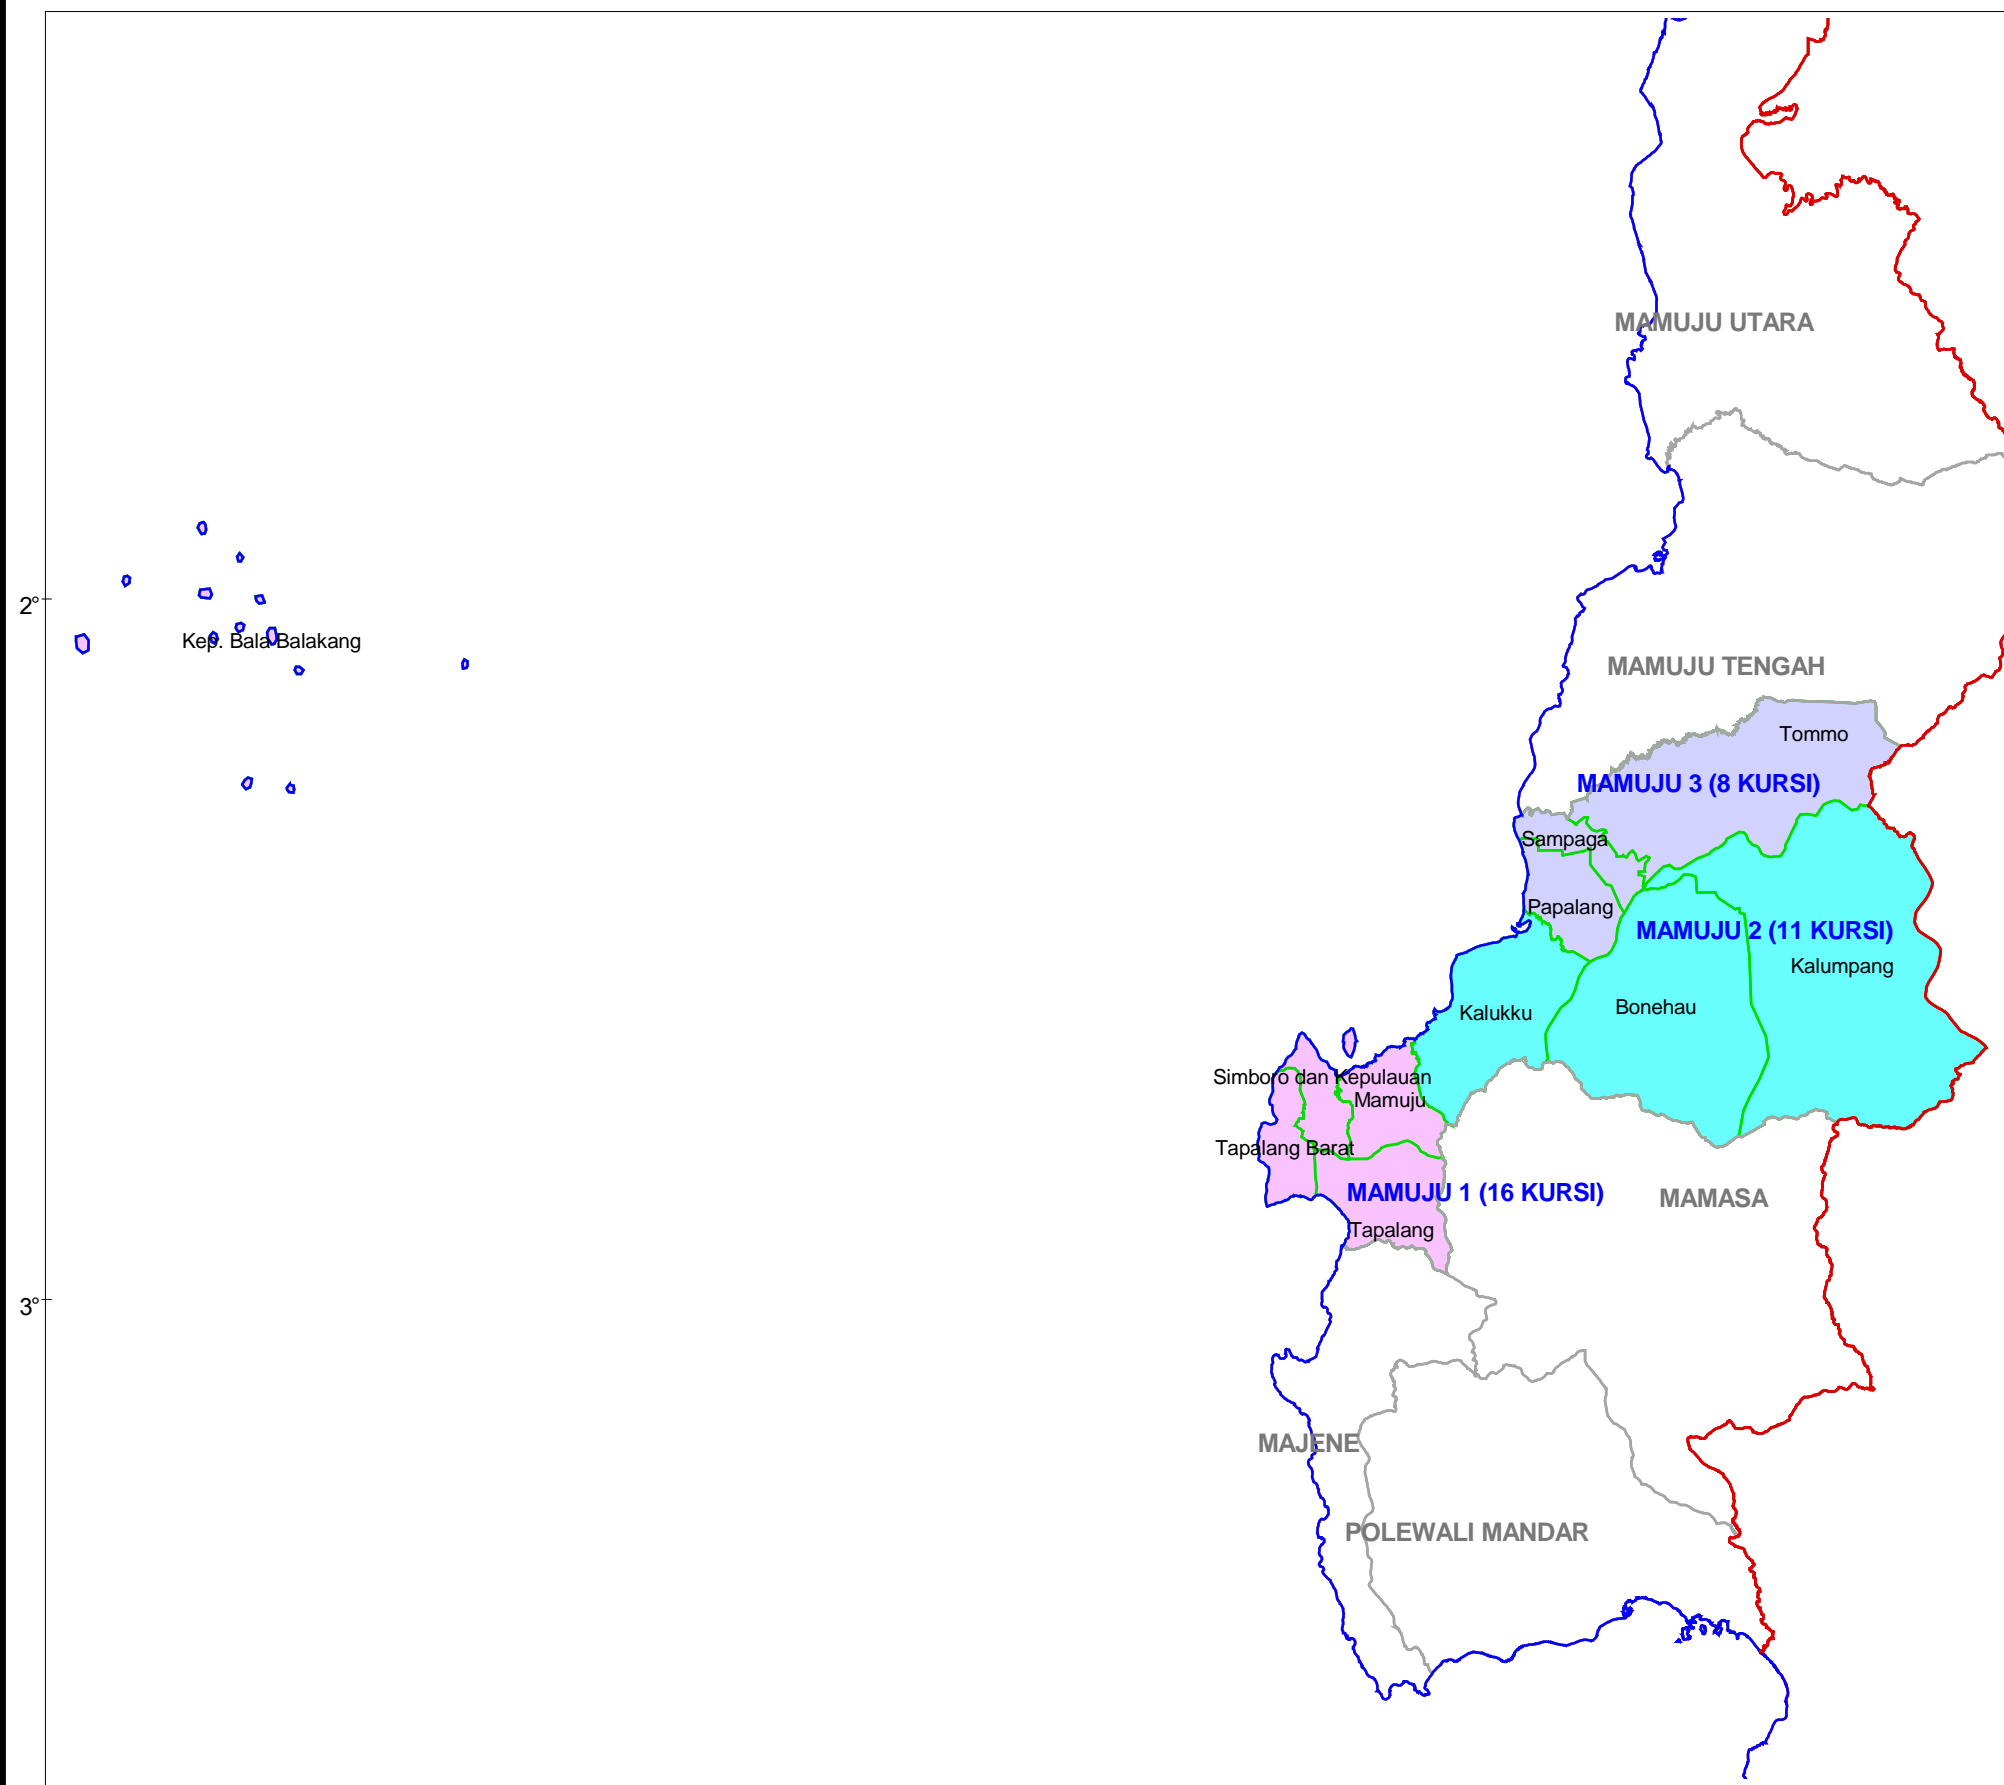 MAMUJU UTARA
2°
Kep. Bala Balakang
MAMUJU TENGAH
Tommo
MAMUJU 3 (8 KURSI)
Sampaga
Papalang
MAMUJU 2 (11 KURSI)
Kalumpang
Bonehau
Kalukku
Simboro dan Kepulauan
Mamuju
Tapalang Barat
MAMUJU 1 (16 KURSI)
MAMASA
Tapalang
3°
MAJENE
POLEWALI MANDAR